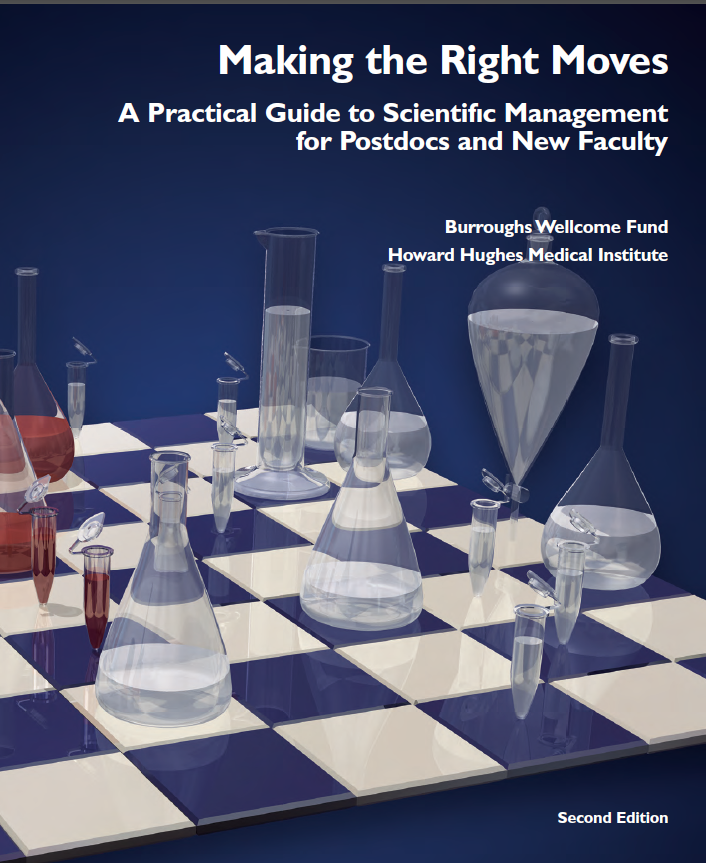 Making the Right Moves
A Practical Guide to Scientific Management
for Postdocs and New Faculty
Burroughs Wellcome Fund
Howard Hughes Medical Institute
Second Edition